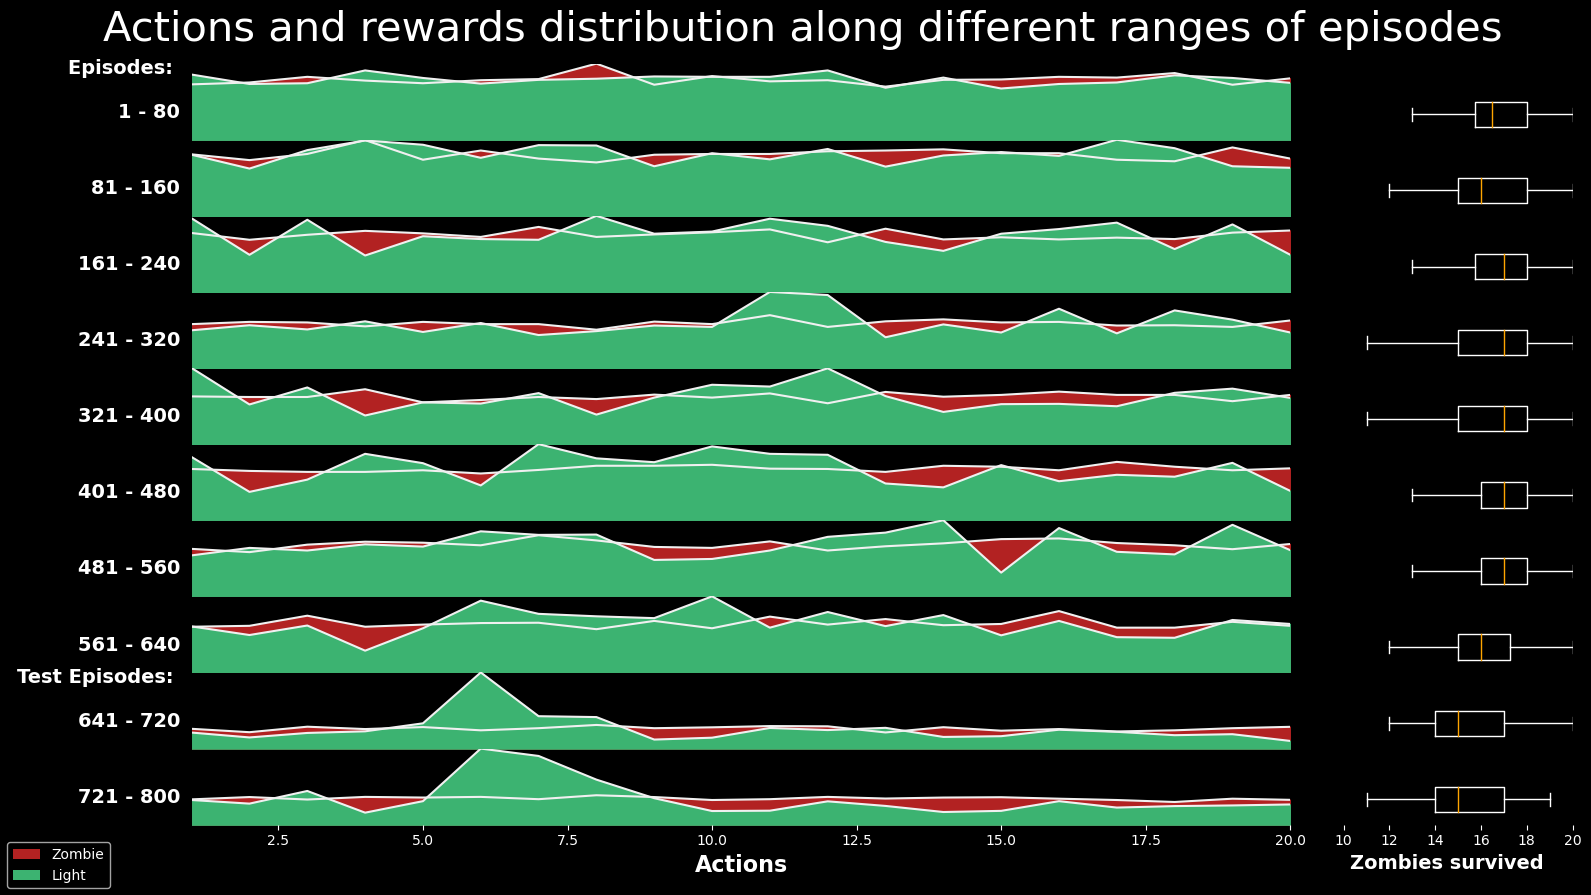 Actions and rewards distribution along different ranges of episodes
Episodes:
1 - 80
81 - 160
161 - 240
241 - 320
321 - 400
401 - 480
481 - 560
561 - 640
Test Episodes:
641 - 720
721 - 800
2.5 5.0 7.5 10.0 12.5 15.0 17.5 20.0
10 12 14 16 18 20
Actions
Zombies survived
Zombie
Light